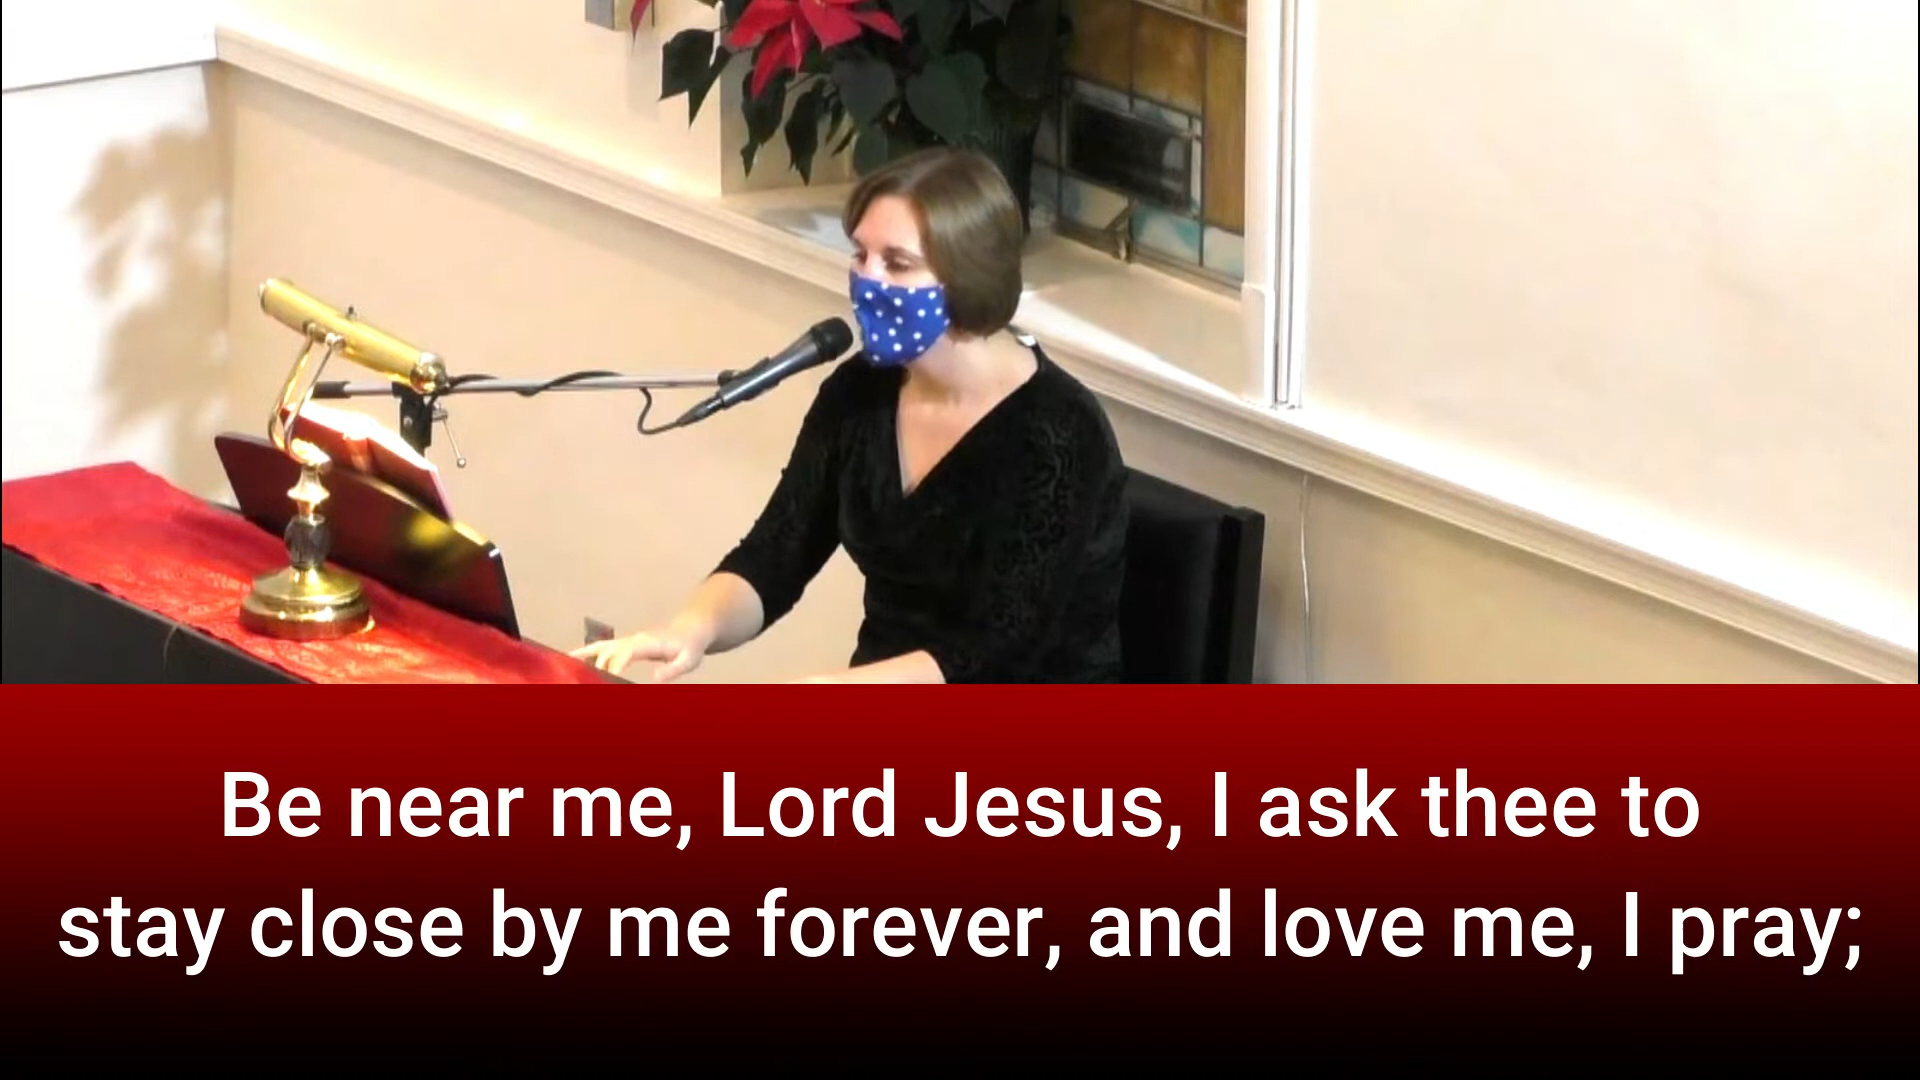 Be near me, Lord Jesus, I ask thee to
stay close by me forever, and love me, I pray;